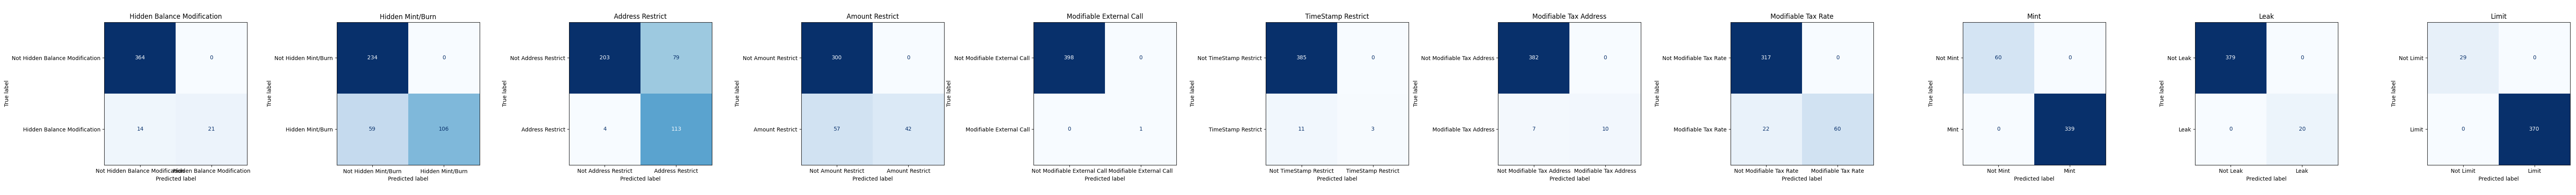 Hidden Balance Modification
True label
Not Hidden Balance Modification
364 0
Hidden Balance Modification
14 21
Not Hidden Balance Modification Hidden Balance Modification
Predicted label
Hidden Mint/Burn
True label
Not Hidden Mint/Burn
234 0
Hidden Mint/Burn
59 106
Not Hidden Mint/Burn Hidden Mint/Burn
Predicted label
Address Restrict
True label
Not Address Restrict
203 79
Address Restrict
4 113
Not Address Restrict Address Restrict
Predicted label
Amount Restrict
True label
Not Amount Restrict
300 0
Amount Restrict
57 42
Not Amount Restrict Amount Restrict
Predicted label
Modifiable External Call
True label
Not Modifiable External Call
398 0
Modifiable External Call
0 1
Not Modifiable External Call Modifiable External Call
Predicted label
TimeStamp Restrict
True label
Not TimeStamp Restrict
385 0
TimeStamp Restrict
11 3
Not TimeStamp Restrict TimeStamp Restrict
Predicted label
Modifiable Tax Address
True label
Not Modifiable Tax Address
382 0
Modifiable Tax Address
7 10
Not Modifiable Tax Address Modifiable Tax Address
Predicted label
Modifiable Tax Rate
True label
Not Modifiable Tax Rate
317 0
Modifiable Tax Rate
22 60
Not Modifiable Tax Rate Modifiable Tax Rate
Predicted label
Mint
True label
Not Mint
60 0
Mint
0 339
Not Mint Mint
Predicted label
Leak
True label
Not Leak
379 0
Leak
0 20
Not Leak Leak
Predicted label
Limit
True label
Not Limit
29 0
Limit
0 370
Not Limit Limit
Predicted label